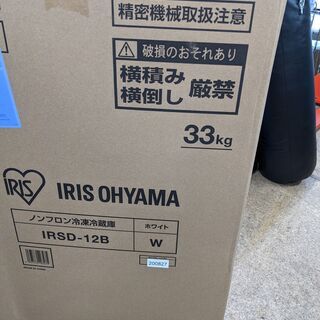 精密機械取扱注意
破損のおそれあり
横積み
横倒し 厳禁
33kg
IRIS
IRIS OHYAMA
ノンフロン冷凍冷蔵庫
IRSD-12B
ホワイト
W
200827